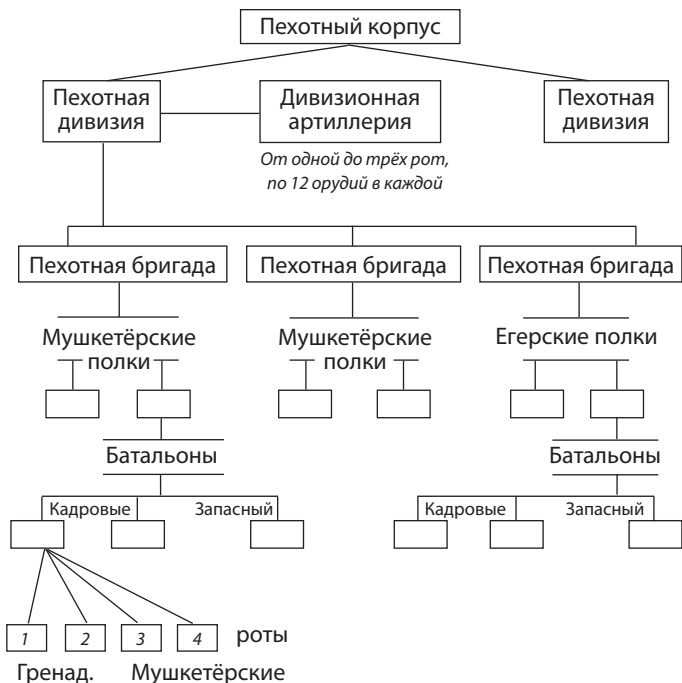 Пехотный корпус
Пехотная
дивизия
Дивизионная
артиллерия
Пехотная
дивизия
От одной до трёх рот,
по 12 орудий в каждой
Пехотная бригада
Пехотная бригада
Пехотная бригада
Мушкетёрские
полки
Мушкетёрские
полки
Егерские полки
Батальоны
Батальоны
Кадровые
Запасный
Кадровые
Запасный
1 2 3 4 роты
Гренад. Мушкетёрские